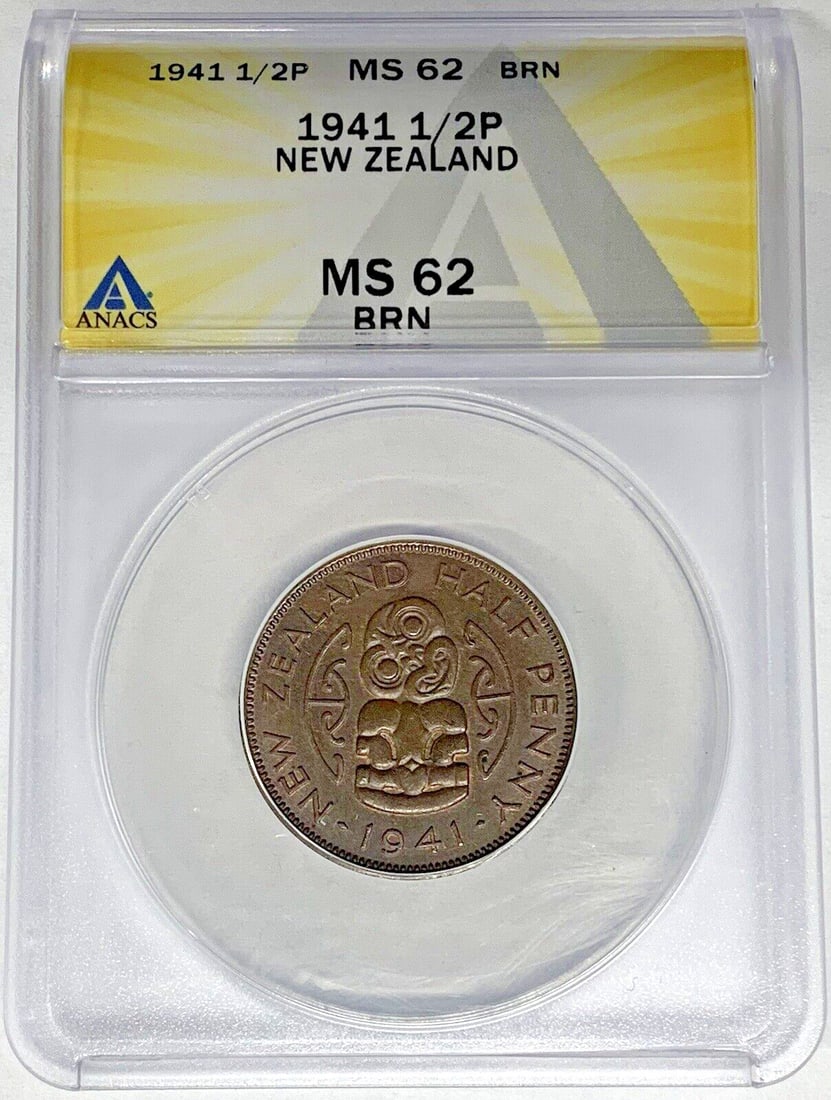 1941 1/2P MS 62 BRN
1941 1/2P
NEW ZEALAND
MS 62
BRN
ANACS
NEW ZEALAND HALF PENNY
· 1941 ·